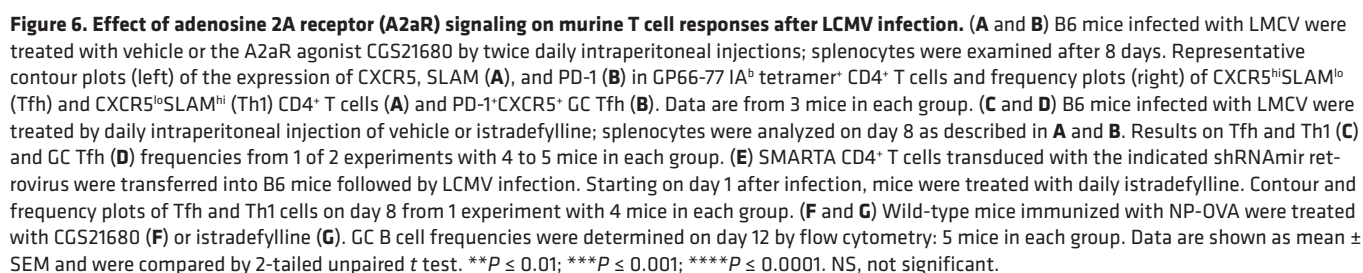 Figure 6. Effect of adenosine 2A receptor (A2aR) signaling on murine T cell responses after LCMV infection. (A and B) B6 mice infected with LMCV were
treated with vehicle or the A2aR agonist CGS21680 by twice daily intraperitoneal injections; splenocytes were examined after 8 days. Representative
contour plots (left) of the expression of CXCR5, SLAM (A), and PD-1 (B) in GP66-77 IAᵇ tetramer⁺ CD4⁺ T cells and frequency plots (right) of CXCR5ʰⁱSLAMˡᵒ
(Tfh) and CXCR5ˡᵒSLAMʰⁱ (Th1) CD4⁺ T cells (A) and PD-1⁺CXCR5⁺ GC Tfh (B). Data are from 3 mice in each group. (C and D) B6 mice infected with LMCV were
treated by daily intraperitoneal injection of vehicle or istradefylline; splenocytes were analyzed on day 8 as described in A and B. Results on Tfh and Th1 (C)
and GC Tfh (D) frequencies from 1 of 2 experiments with 4 to 5 mice in each group. (E) SMARTA CD4⁺ T cells transduced with the indicated shRNAmir ret-
rovirus were transferred into B6 mice followed by LCMV infection. Starting on day 1 after infection, mice were treated with daily istradefylline. Contour and
frequency plots of Tfh and Th1 cells on day 8 from 1 experiment with 4 mice in each group. (F and G) Wild-type mice immunized with NP-OVA were treated
with CGS21680 (F) or istradefylline (G). GC B cell frequencies were determined on day 12 by flow cytometry: 5 mice in each group. Data are shown as mean ±
SEM and were compared by 2-tailed unpaired t test. **P ≤ 0.01; ***P ≤ 0.001; ****P ≤ 0.0001. NS, not significant.